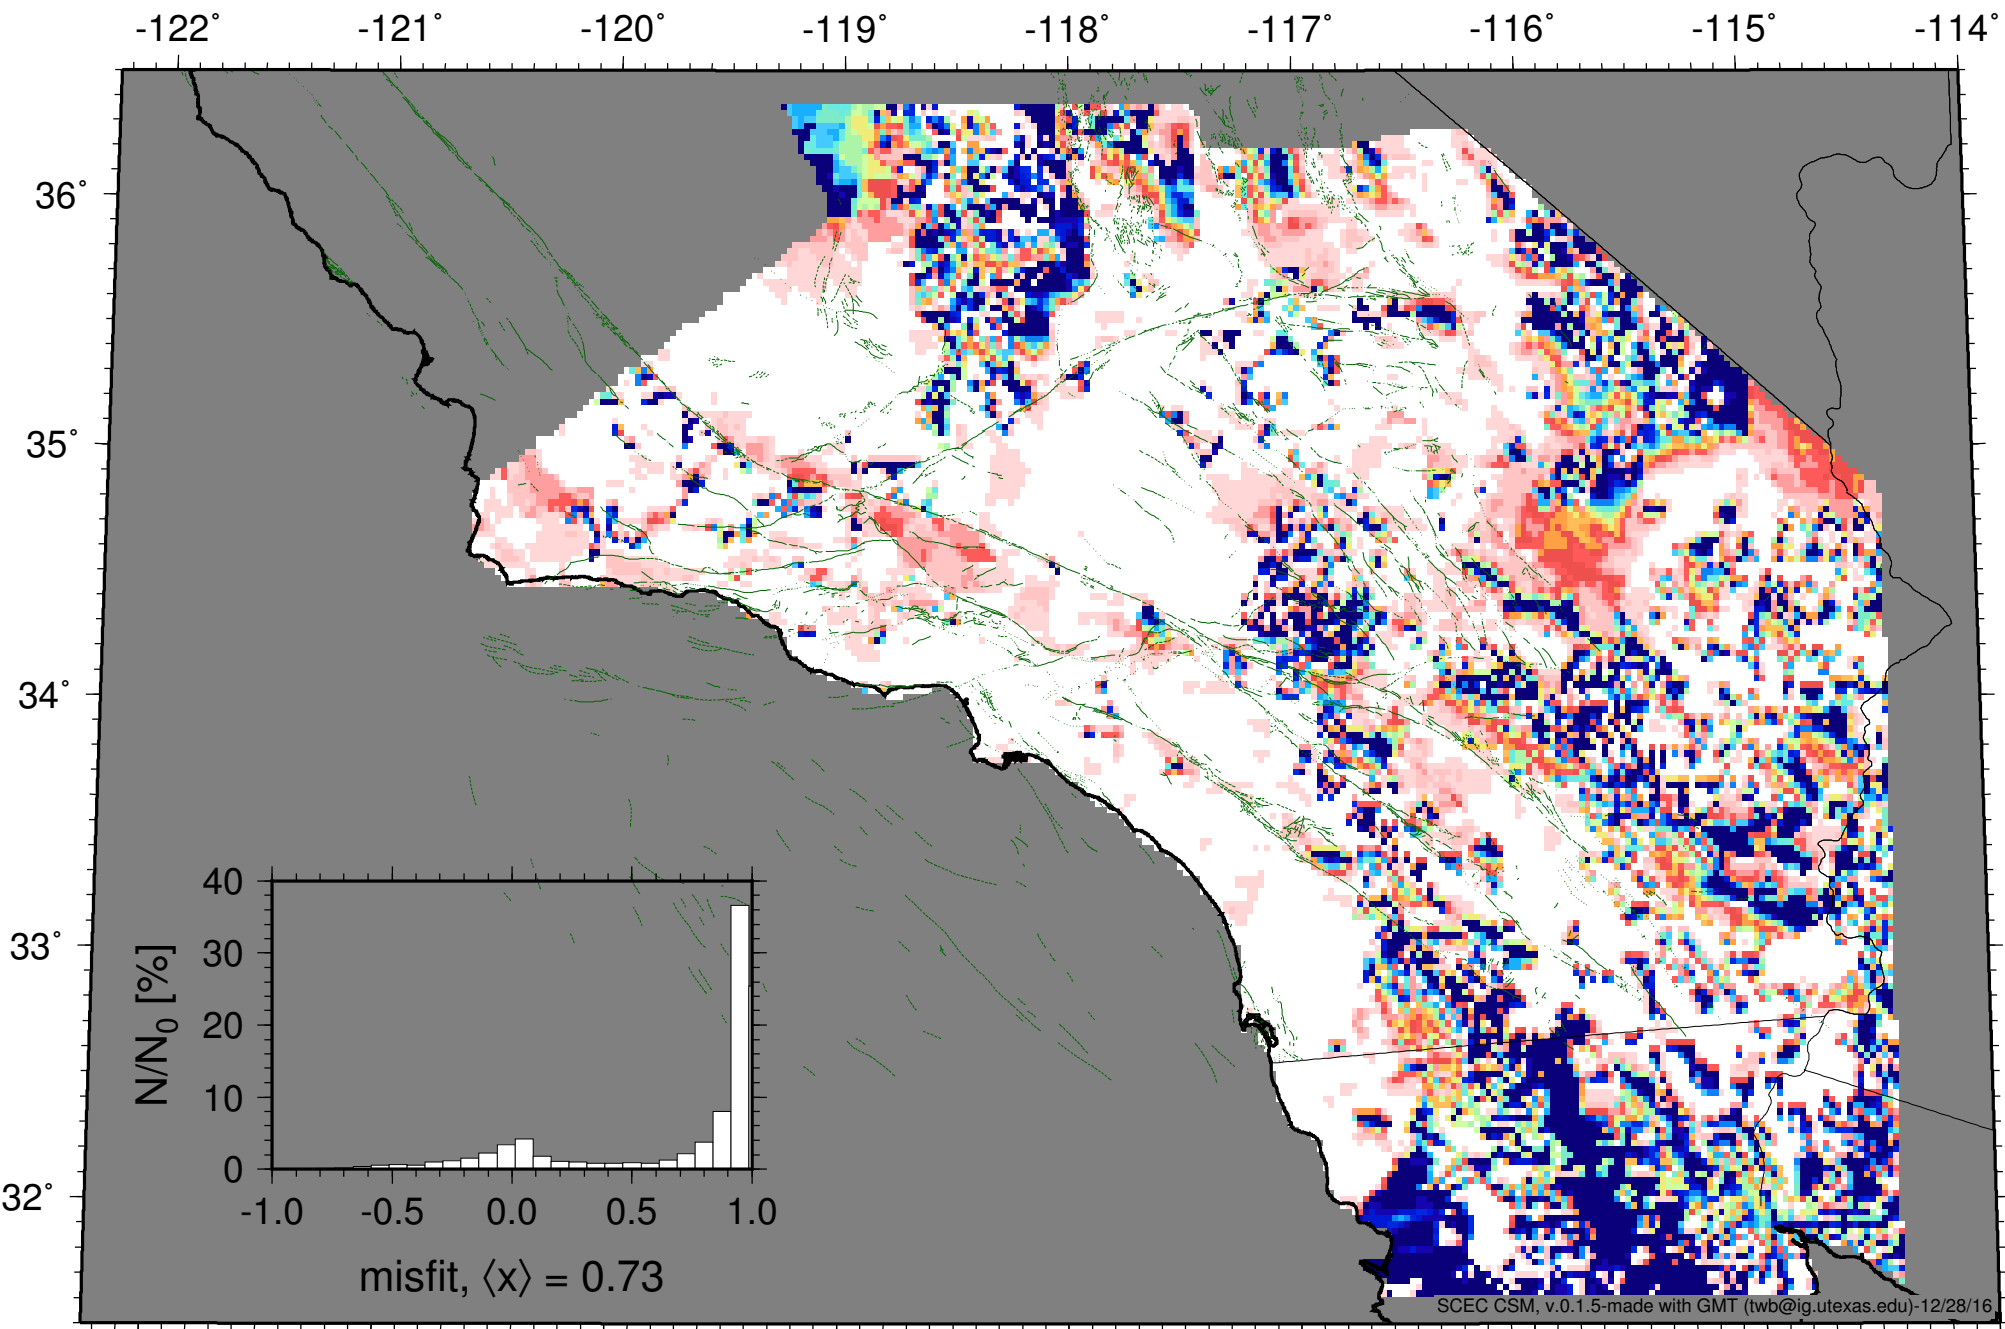 -122˚ -121˚ -120˚ -119˚ -118˚ -117˚ -116˚ -115˚ -114˚
36˚
35˚
34˚
33˚
32˚
40
30
20
10
0
N/N0 [%]
-1.0 -0.5 0.0 0.5 1.0
misfit, ⟨x⟩ = 0.73
SCEC CSM, v.0.1.5-made with GMT (twb@ig.utexas.edu)-12/28/16